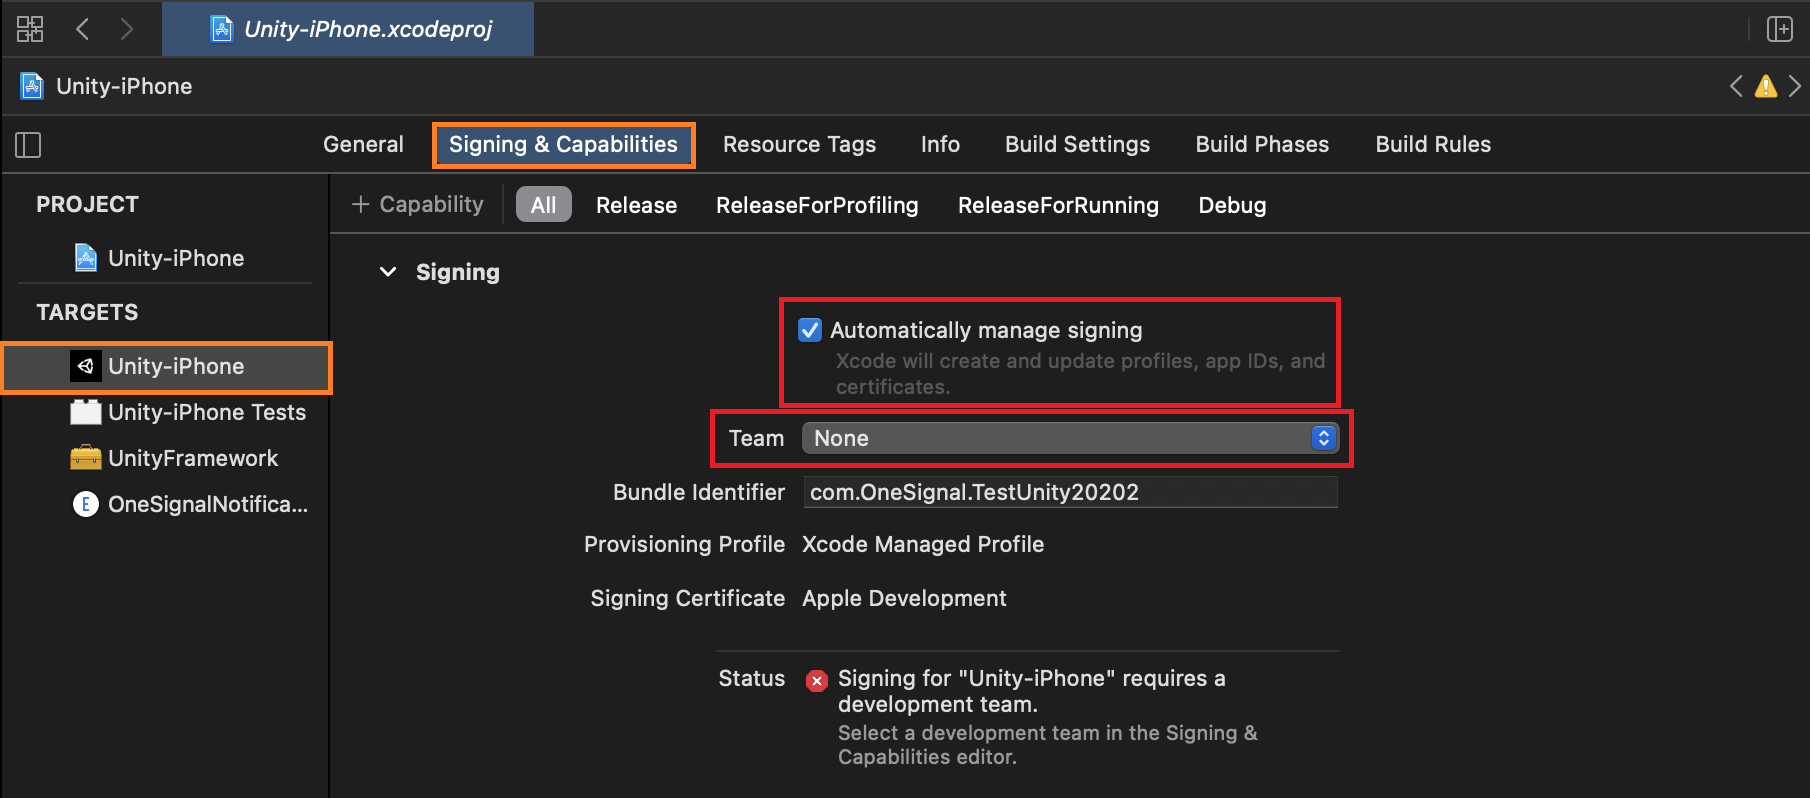 Unity-iPhone.xcodeproj
Unity-iPhone
General Signing & Capabilities Resource Tags Info Build Settings Build Phases Build Rules
PROJECT
Unity-iPhone
TARGETS
Unity-iPhone
Unity-iPhone Tests
UnityFramework
E OneSignalNotifica...
+ Capability All Release ReleaseForProfiling ReleaseForRunning Debug
Signing
Automatically manage signing
Xcode will create and update profiles, app IDs, and
certificates.
Team None
Bundle Identifier com.OneSignal.TestUnity20202
Provisioning Profile Xcode Managed Profile
Signing Certificate Apple Development
Status Signing for "Unity-iPhone" requires a
development team.
Select a development team in the Signing &
Capabilities editor.